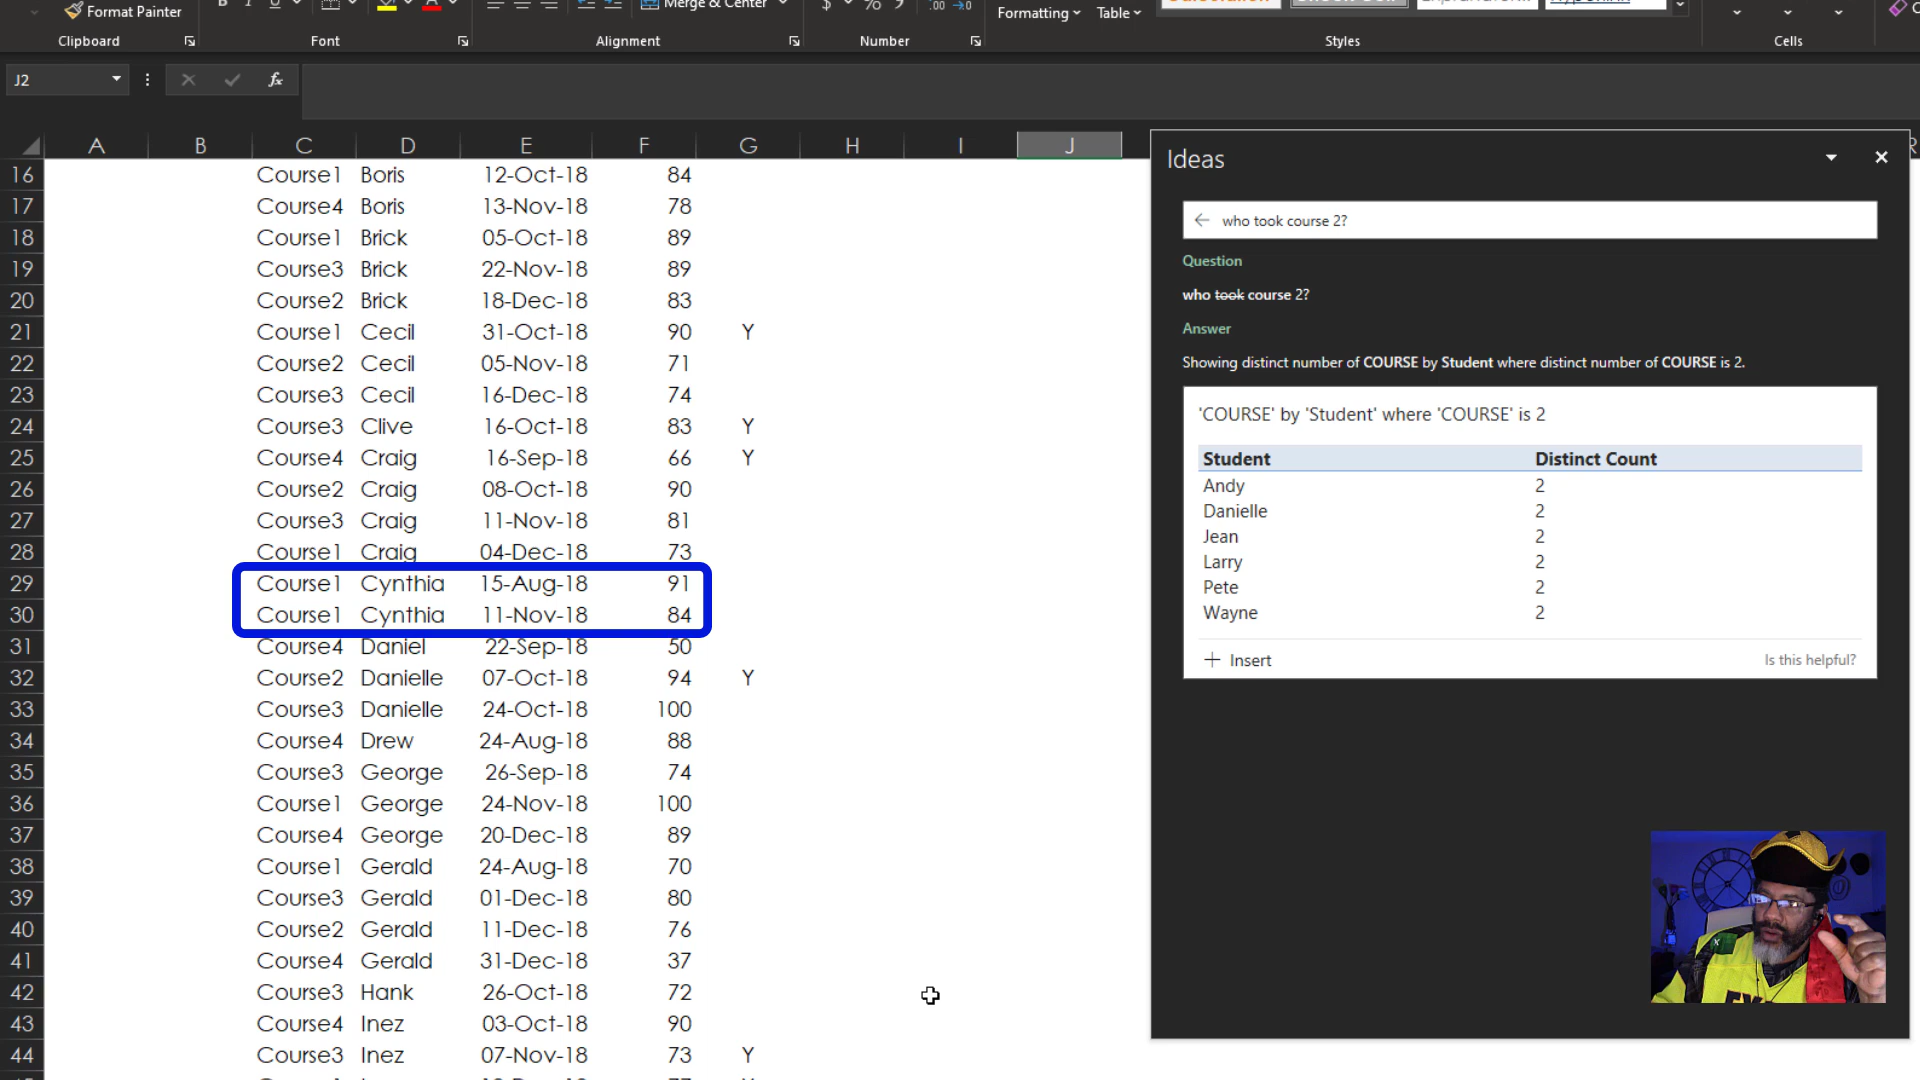 Format Painter
Merge & Center
Formatting
Table
Clipboard
Font
Alignment
Number
Styles
Cells
J2
fx
A B C D E F G H I J
16 Course1 Boris 12-Oct-18 84
17 Course4 Boris 13-Nov-18 78
18 Course1 Brick 05-Oct-18 89
19 Course3 Brick 22-Nov-18 89
20 Course2 Brick 18-Dec-18 83
21 Course1 Cecil 31-Oct-18 90 Y
22 Course2 Cecil 05-Nov-18 71
23 Course3 Cecil 16-Dec-18 74
24 Course3 Clive 16-Oct-18 83 Y
25 Course4 Craig 16-Sep-18 66 Y
26 Course2 Craig 08-Oct-18 90
27 Course3 Craig 11-Nov-18 81
28 Course1 Craig 04-Dec-18 73
29 Course1 Cynthia 15-Aug-18 91
30 Course1 Cynthia 11-Nov-18 84
31 Course4 Daniel 22-Sep-18 50
32 Course2 Danielle 07-Oct-18 94 Y
33 Course3 Danielle 24-Oct-18 100
34 Course4 Drew 24-Aug-18 88
35 Course3 George 26-Sep-18 74
36 Course1 George 24-Nov-18 100
37 Course4 George 20-Dec-18 89
38 Course1 Gerald 24-Aug-18 70
39 Course3 Gerald 01-Dec-18 80
40 Course2 Gerald 11-Dec-18 76
41 Course4 Gerald 31-Dec-18 37
42 Course3 Hank 26-Oct-18 72
43 Course4 Inez 03-Oct-18 90
44 Course3 Inez 07-Nov-18 73 Y
Ideas
who took course 2?
Question
who took course 2?
Answer
Showing distinct number of COURSE by Student where distinct number of COURSE is 2.
'COURSE' by 'Student' where 'COURSE' is 2
Student Distinct Count
Andy 2
Danielle 2
Jean 2
Larry 2
Pete 2
Wayne 2
Insert
Is this helpful?